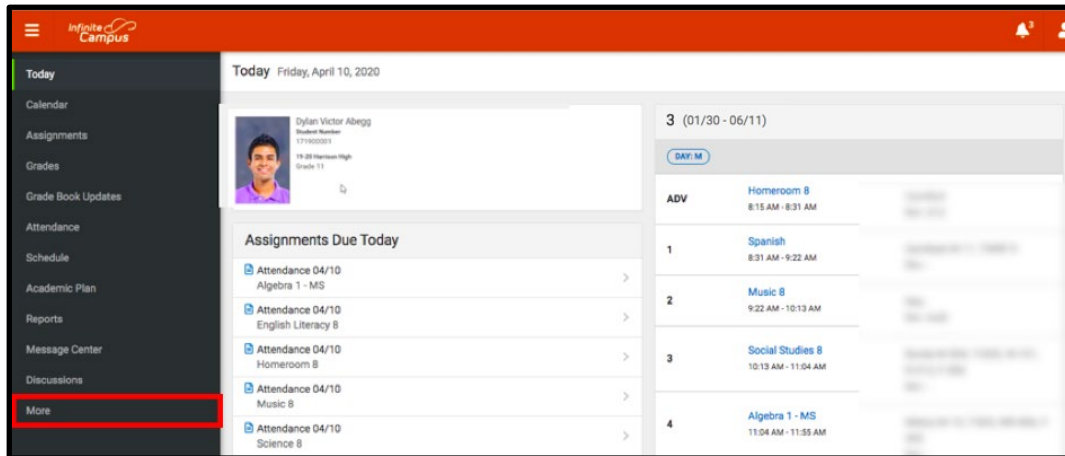 Infinite
Campus
3
Today
Calendar
Assignments
Grades
Grade Book Updates
Attendance
Schedule
Academic Plan
Reports
Message Center
Discussions
More
Today Friday, April 10, 2020
Dylan Victor Abegg
Student Number
171900001
19-20 Harrison High
Grade 11
Assignments Due Today
Attendance 04/10
Algebra 1 - MS
Attendance 04/10
English Literacy 8
Attendance 04/10
Homeroom 8
Attendance 04/10
Music 8
Attendance 04/10
Science 8
3 (01/30 - 06/11)
DAY: M
ADV Homeroom 8
8:15 AM - 8:31 AM
1 Spanish
8:31 AM - 9:22 AM
2 Music 8
9:22 AM - 10:13 AM
3 Social Studies 8
10:13 AM - 11:04 AM
4 Algebra 1 - MS
11:04 AM - 11:55 AM